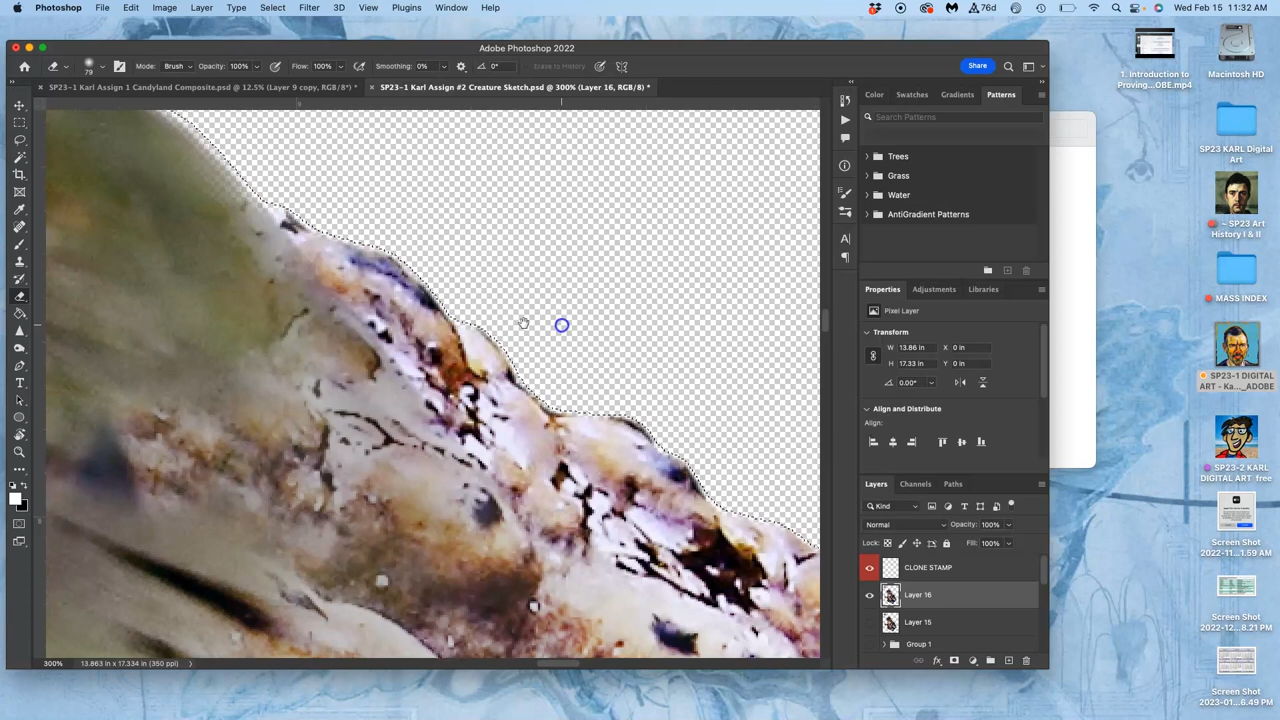 Photoshop File Edit Image Layer Type Select Filter 3D View Plugins Window Help 76d Wed Feb 15 11:32 AM
Adobe Photoshop 2022
79 Mode: Brush Opacity: 100% Flow: 100% Smoothing: 0% 0° Erase to History Share
SP23-1 Karl Assign 1 Candyland Composite.psd @ 12.5% (Layer 9 copy, RGB/8*) * SP23-1 Karl Assign #2 Creature Sketch.psd @ 300% (Layer 16, RGB/8) *
Color Swatches Gradients Patterns
Search Patterns
Trees
Grass
Water
AntiGradient Patterns
Properties Adjustments Libraries
Pixel Layer
Transform
W 13.86 in X 0 in
H 17.33 in Y 0 in
0.00°
Align and Distribute
Align:
Layers Channels Paths
Kind
Normal Opacity: 100%
Lock: Fill: 100%
CLONE STAMP
Layer 16
Layer 15
Group 1
300% 13.863 in x 17.334 in (350 ppi)
1. Introduction to
Proving...OBE.mp4
Macintosh HD
SP23 KARL Digital
Art
~ SP23 Art
History I & II
MASS INDEX
SP23-1 DIGITAL
ART - Ka..._ADOBE
SP23-2 KARL
DIGITAL ART free
Screen Shot
2022-11...1.59 AM
Screen Shot
2022-12...8.21 PM
Screen Shot
2023-01...6.49 PM